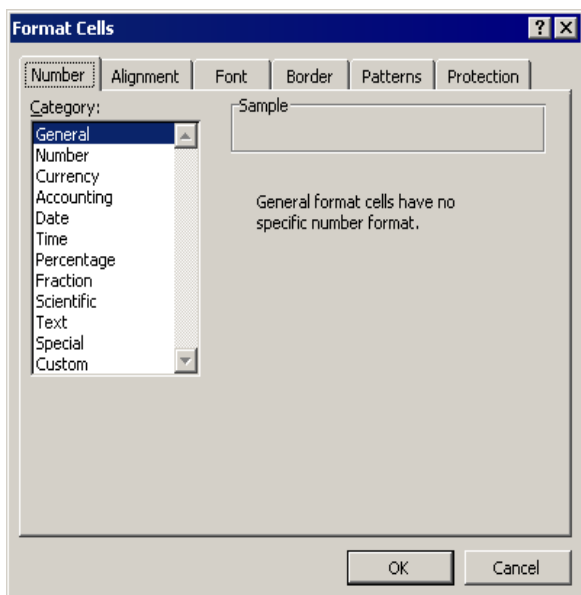 Format Cells
Number Alignment Font Border Patterns Protection
Category:
General
Number
Currency
Accounting
Date
Time
Percentage
Fraction
Scientific
Text
Special
Custom
Sample
General format cells have no
specific number format.
OK Cancel